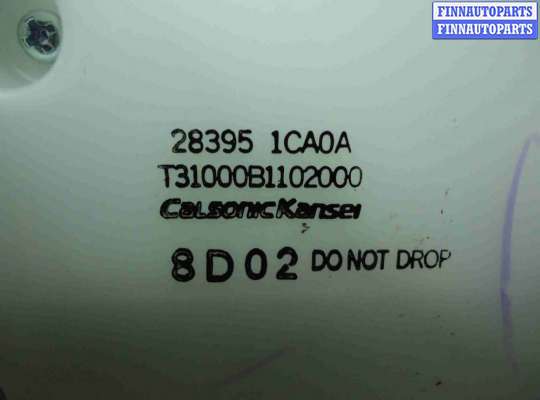 FINNAUTOPARTS
FINNAUTOPARTS
28395 1CA0A
T31000B1102000
CalsonicKansei
8D02 DO NOT DROP